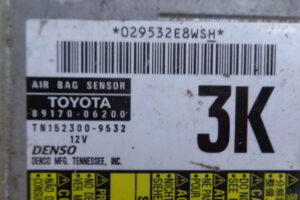 *029532E8WSH*
AIR BAG SENSOR
TOYOTA
89170-06200
3K
TN152300-9532
12V
DENSO
DENSO MFG. TENNESSEE, INC.